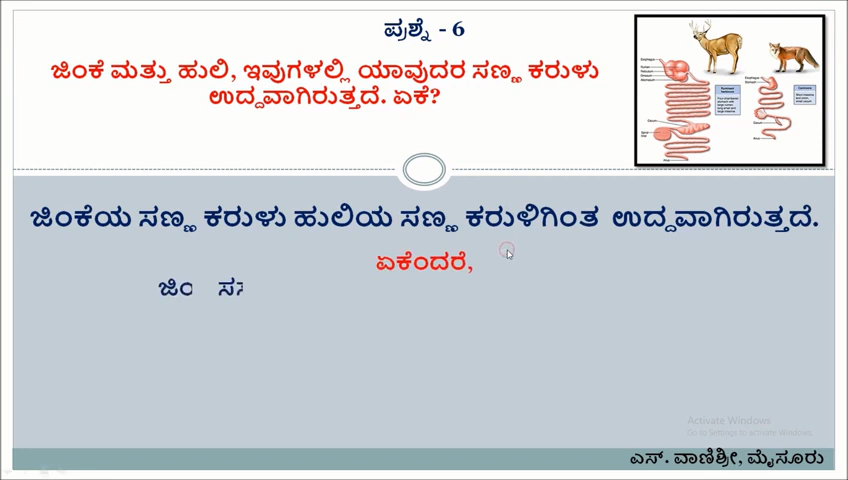 ಪ್ರಶ್ನೆ - 6
ಜಿಂಕೆ ಮತ್ತು ಹುಲಿ, ಇವುಗಳಲ್ಲಿ ಯಾವುದರ ಸಣ್ಣ ಕರುಳು
ಉದ್ದವಾಗಿರುತ್ತದೆ. ಏಕೆ?
ಜಿಂಕೆಯ ಸಣ್ಣ ಕರುಳು ಹುಲಿಯ ಸಣ್ಣ ಕರುಳಿಗಿಂತ ಉದ್ದವಾಗಿರುತ್ತದೆ.
ಏಕೆಂದರೆ,
ಜಿಂ
Activate Windows
Go to Settings to activate Windows.
ಎಸ್. ವಾಣಿಶ್ರೀ, ಮೈಸೂರು